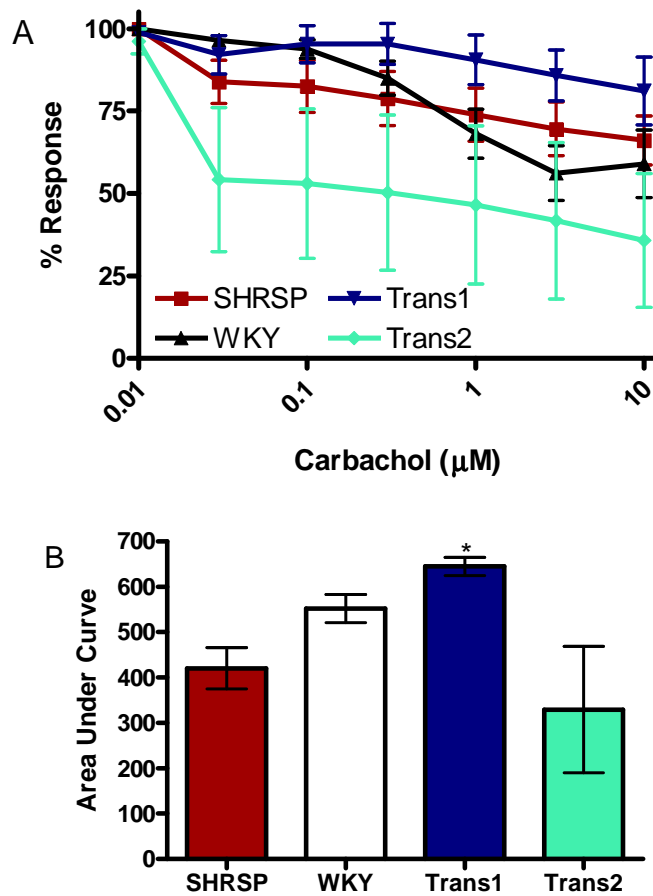 A
100
75
50
25
0
% Response
SHRSP
Trans1
WKY
Trans2
0.01
0.1
1
10
Carbachol (μM)
B
700
600
500
400
300
200
100
0
Area Under Curve
*
SHRSP
WKY
Trans1
Trans2